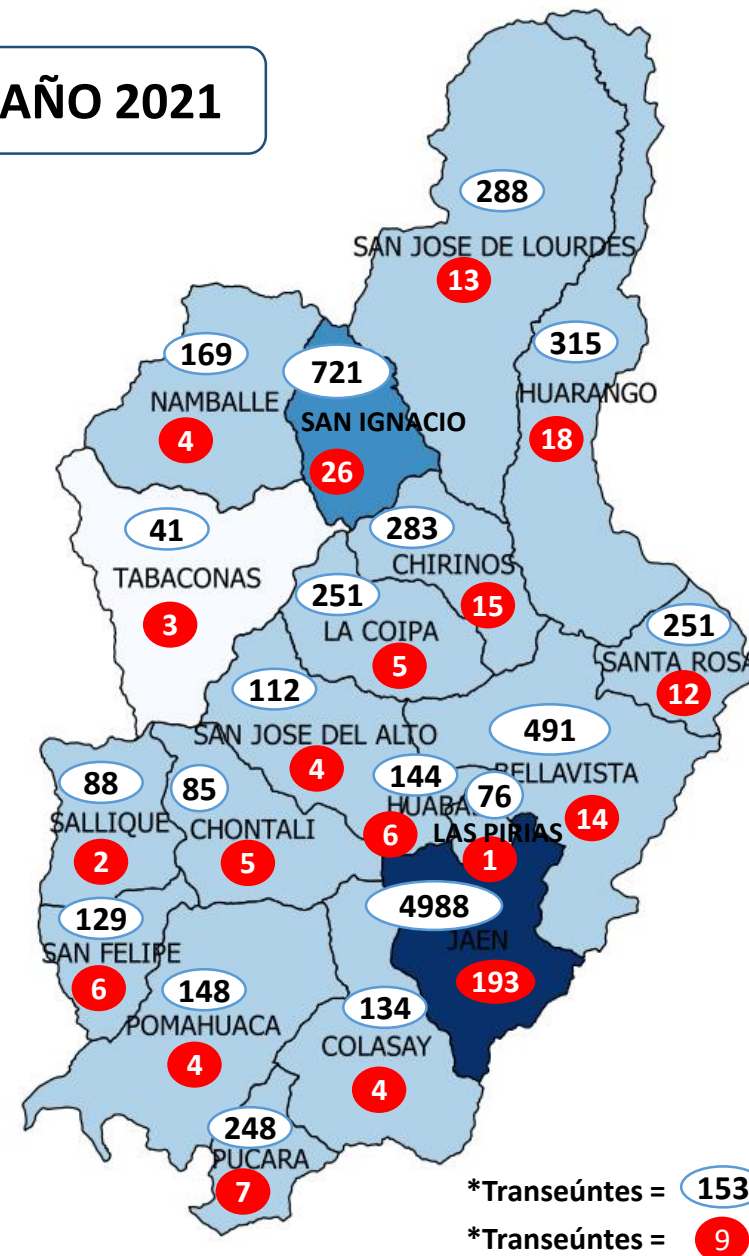 AÑO 2021
288
SAN JOSE DE LOURDES
13
169
NAMBALLE
4
721
SAN IGNACIO
26
315
HUARANGO
18
41
TABACONAS
3
283
CHIRINOS
15
251
LA COIPA
5
251
SANTA ROSA
12
112
SAN JOSE DEL ALTO
4
491
BELLAVISTA
14
144
6
76
LAS PIRIAS
1
88
SALLIQUE
2
85
CHONTALI
5
4988
JAEN
193
129
SAN FELIPE
6
148
POMAHUACA
4
134
COLASAY
4
248
PUCARA
7
*Transeúntes = 153
*Transeúntes = 9